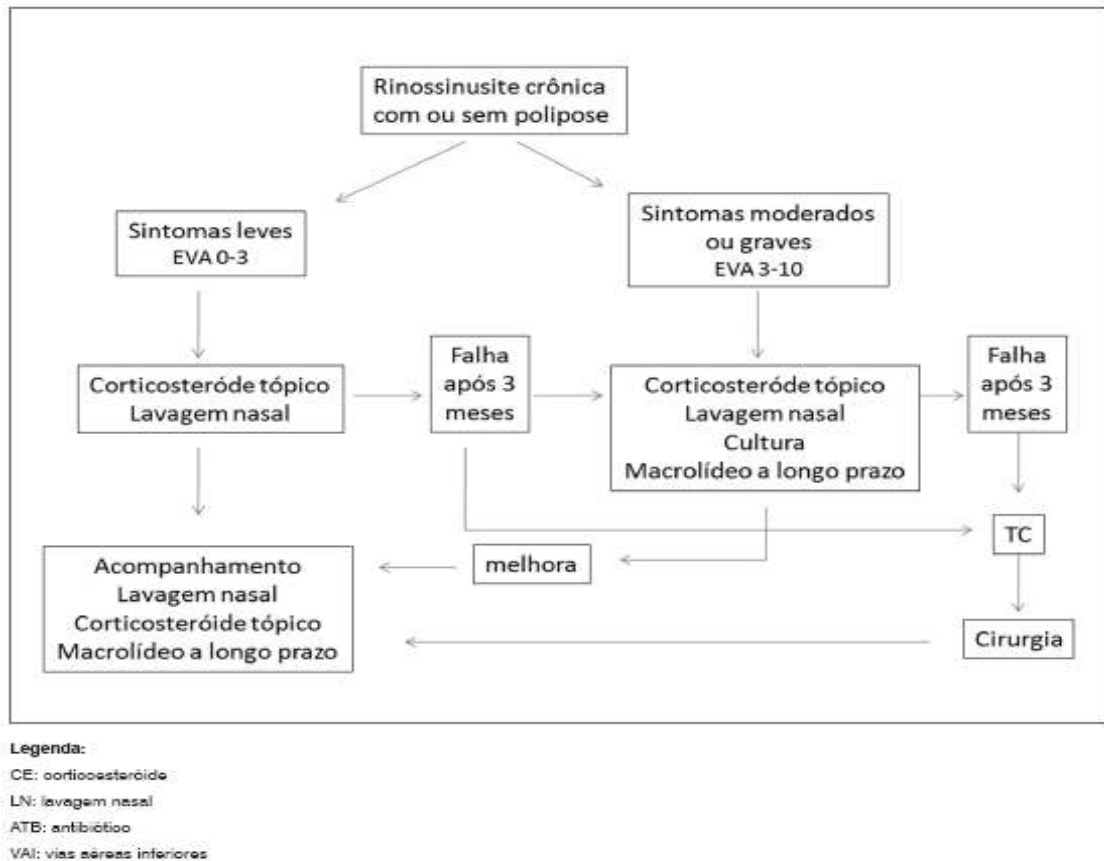 Rinossinusite crônica
com ou sem polipose
Sintomas leves
EVA 0-3
Sintomas moderados
ou graves
EVA 3-10
Corticosteróde tópico
Lavagem nasal
Falha
após 3
meses
Corticosteróde tópico
Lavagem nasal
Cultura
Macrolídeo a longo prazo
Falha
após 3
meses
TC
melhora
Acompanhamento
Lavagem nasal
Corticosteróide tópico
Macrolídeo a longo prazo
Cirurgia
Legenda:
CE: corticoesteróide
LN: lavagem nasal
ATB: antibiótico
VAI: vias aéreas inferiores